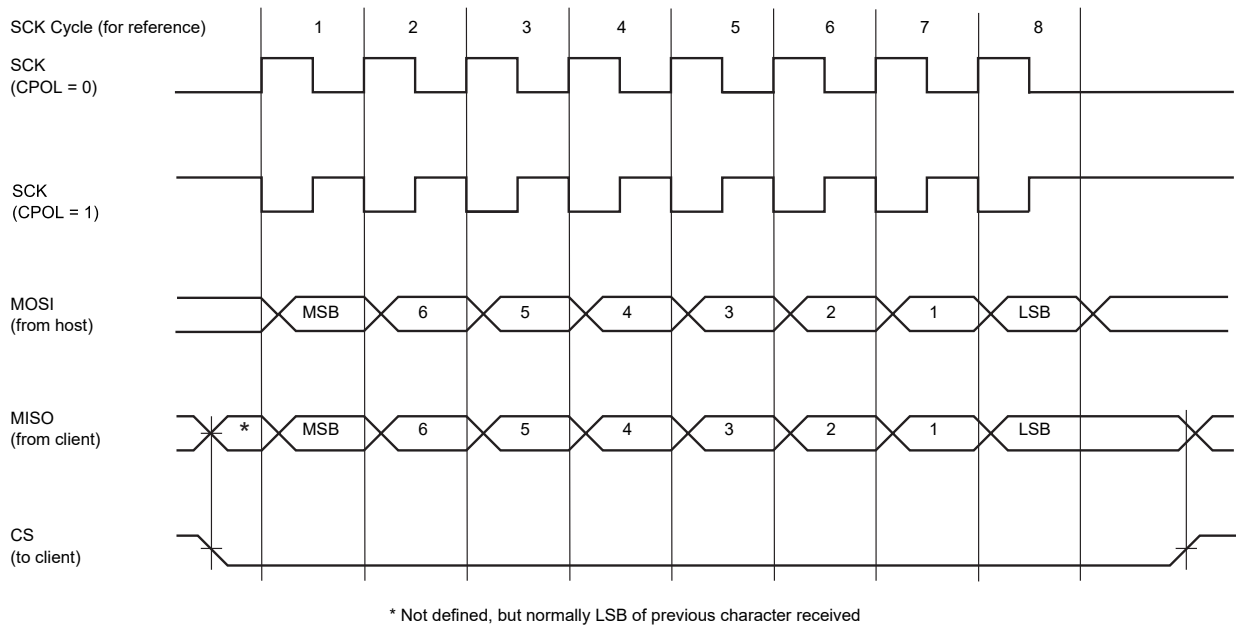 SCK Cycle (for reference) 1 2 3 4 5 6 7 8
SCK
(CPOL = 0)
SCK
(CPOL = 1)
MOSI
(from host)
MSB 6 5 4 3 2 1 LSB
MISO
(from client)
* MSB 6 5 4 3 2 1 LSB
CS
(to client)
* Not defined, but normally LSB of previous character received